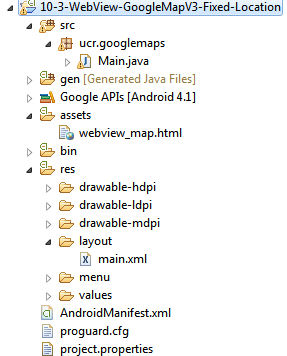 10-3-WebView-GoogleMapV3-Fixed-Location
src
ucr.googlemaps
Main.java
gen [Generated Java Files]
Google APIs [Android 4.1]
assets
webview_map.html
bin
res
drawable-hdpi
drawable-ldpi
drawable-mdpi
layout
main.xml
menu
values
AndroidManifest.xml
proguard.cfg
project.properties